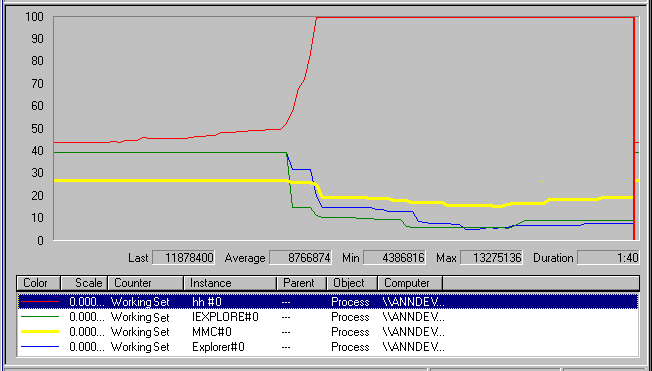 100
90
80
70
60
50
40
30
20
10
0
Last 11878400 Average 8766874 Min 4386816 Max 13275136 Duration 1:40
Color Scale Counter Instance Parent Object Computer
0.000... Working Set hh #0 --- Process \\ANNDEV...
0.000... Working Set IEXPLORE#0 --- Process \\ANNDEV...
0.000... Working Set MMC#0 --- Process \\ANNDEV...
0.000... Working Set Explorer#0 --- Process \\ANNDEV...